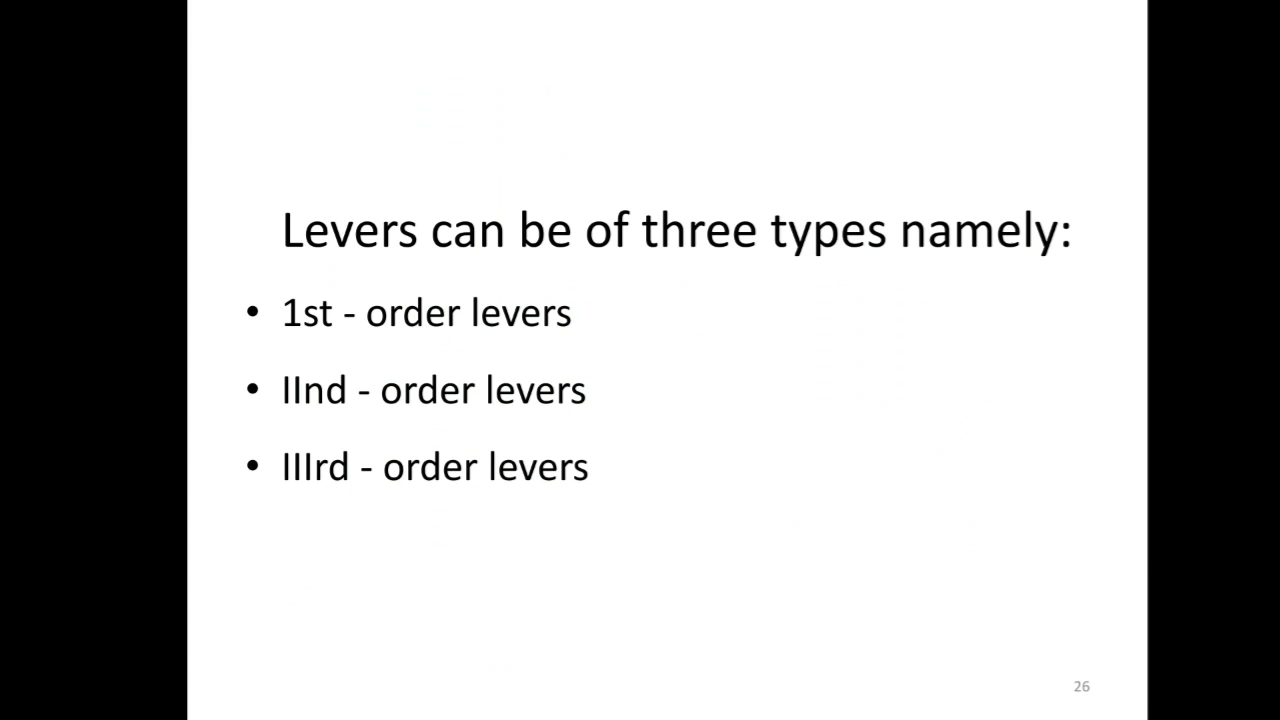 Levers can be of three types namely:
• 1st - order levers
• IInd - order levers
• IIIrd - order levers
26